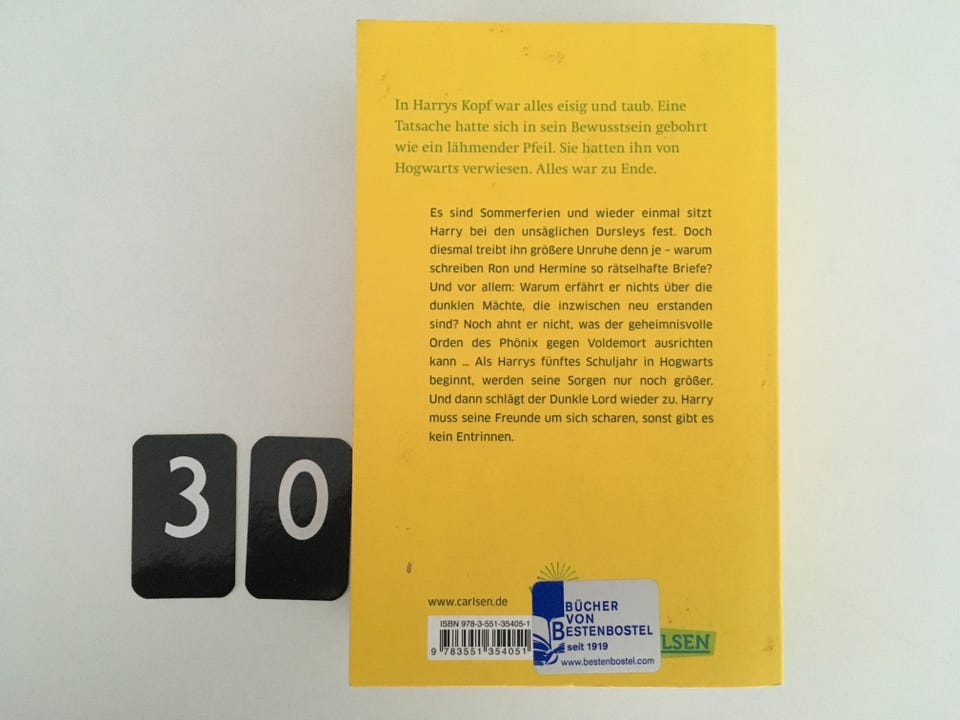 In Harrys Kopf war alles eisig und taub. Eine
Tatsache hatte sich in sein Bewusstsein gebohrt
wie ein lähmender Pfeil. Sie hatten ihn von
Hogwarts verwiesen. Alles war zu Ende.
Es sind Sommerferien und wieder einmal sitzt
Harry bei den unsäglichen Dursleys fest. Doch
diesmal treibt ihn größere Unruhe denn je – warum
schreiben Ron und Hermine so rätselhafte Briefe?
Und vor allem: Warum erfährt er nichts über die
dunklen Mächte, die inzwischen neu erstanden
sind? Noch ahnt er nicht, was der geheimnisvolle
Orden des Phönix gegen Voldemort ausrichten
kann … Als Harrys fünftes Schuljahr in Hogwarts
beginnt, werden seine Sorgen nur noch größer.
Und dann schlägt der Dunkle Lord wieder zu. Harry
muss seine Freunde um sich scharen, sonst gibt es
kein Entrinnen.
30
www.carlsen.de
ISBN 978-3-551-35405-1
9 783551 354051
BÜCHER
VON
BESTENBOSTEL
seit 1919
www.bestenbostel.com
LSEN